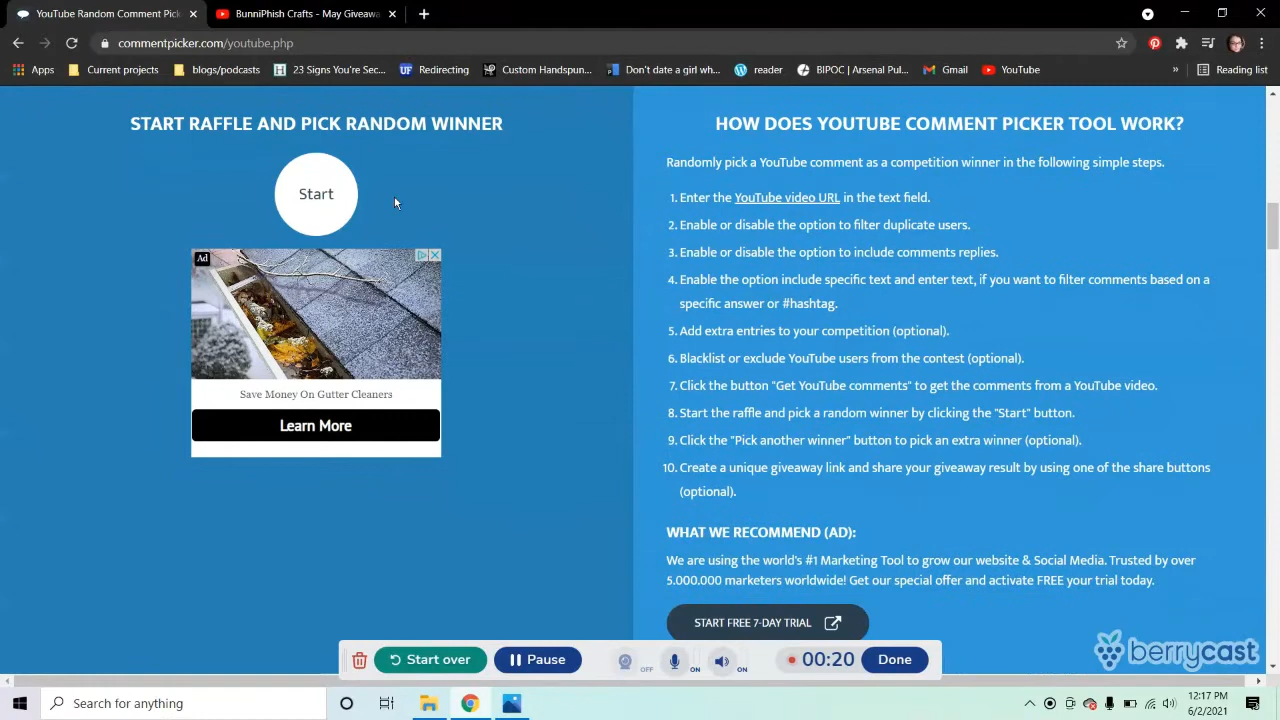 YouTube Random Comment Pick
BunniPhish Crafts - May Giveawa
commentpicker.com/youtube.php
Apps
Current projects
blogs/podcasts
23 Signs You're Sec...
Redirecting
Custom Handspun...
Don't date a girl wh...
reader
BIPOC | Arsenal Pul...
Gmail
YouTube
»
Reading list
START RAFFLE AND PICK RANDOM WINNER
Start
Ad
Save Money On Gutter Cleaners
Learn More
HOW DOES YOUTUBE COMMENT PICKER TOOL WORK?
Randomly pick a YouTube comment as a competition winner in the following simple steps.
1. Enter the YouTube video URL in the text field.
2. Enable or disable the option to filter duplicate users.
3. Enable or disable the option to include comments replies.
4. Enable the option include specific text and enter text, if you want to filter comments based on a
specific answer or #hashtag.
5. Add extra entries to your competition (optional).
6. Blacklist or exclude YouTube users from the contest (optional).
7. Click the button "Get YouTube comments" to get the comments from a YouTube video.
8. Start the raffle and pick a random winner by clicking the "Start" button.
9. Click the "Pick another winner" button to pick an extra winner (optional).
10. Create a unique giveaway link and share your giveaway result by using one of the share buttons
(optional).
WHAT WE RECOMMEND (AD):
We are using the world's #1 Marketing Tool to grow our website & Social Media. Trusted by over
5.000.000 marketers worldwide! Get our special offer and activate FREE your trial today.
START FREE 7-DAY TRIAL
Start over
Pause
OFF
ON
ON
00:20
Done
berrycast
Type here to search
12:17 PM
6/2/2021